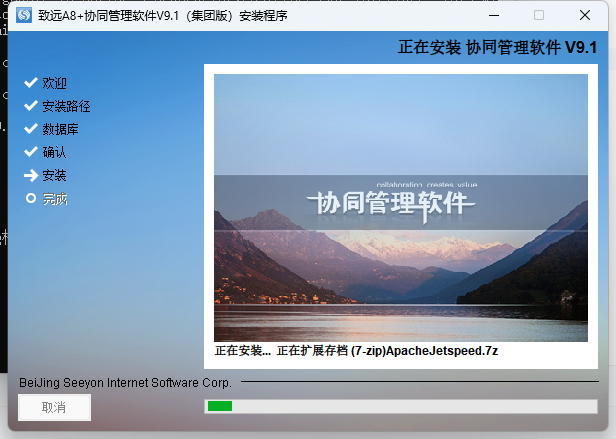 致远A8+协同管理软件V9.1（集团版）安装程序
正在安装 协同管理软件 V9.1
欢迎
安装路径
数据库
确认
安装
完成
collaboration creates value
协同管理软件
正在安装... 正在扩展存档 (7-zip)ApacheJetspeed.7z
BeiJing Seeyon Internet Software Corp.
取消